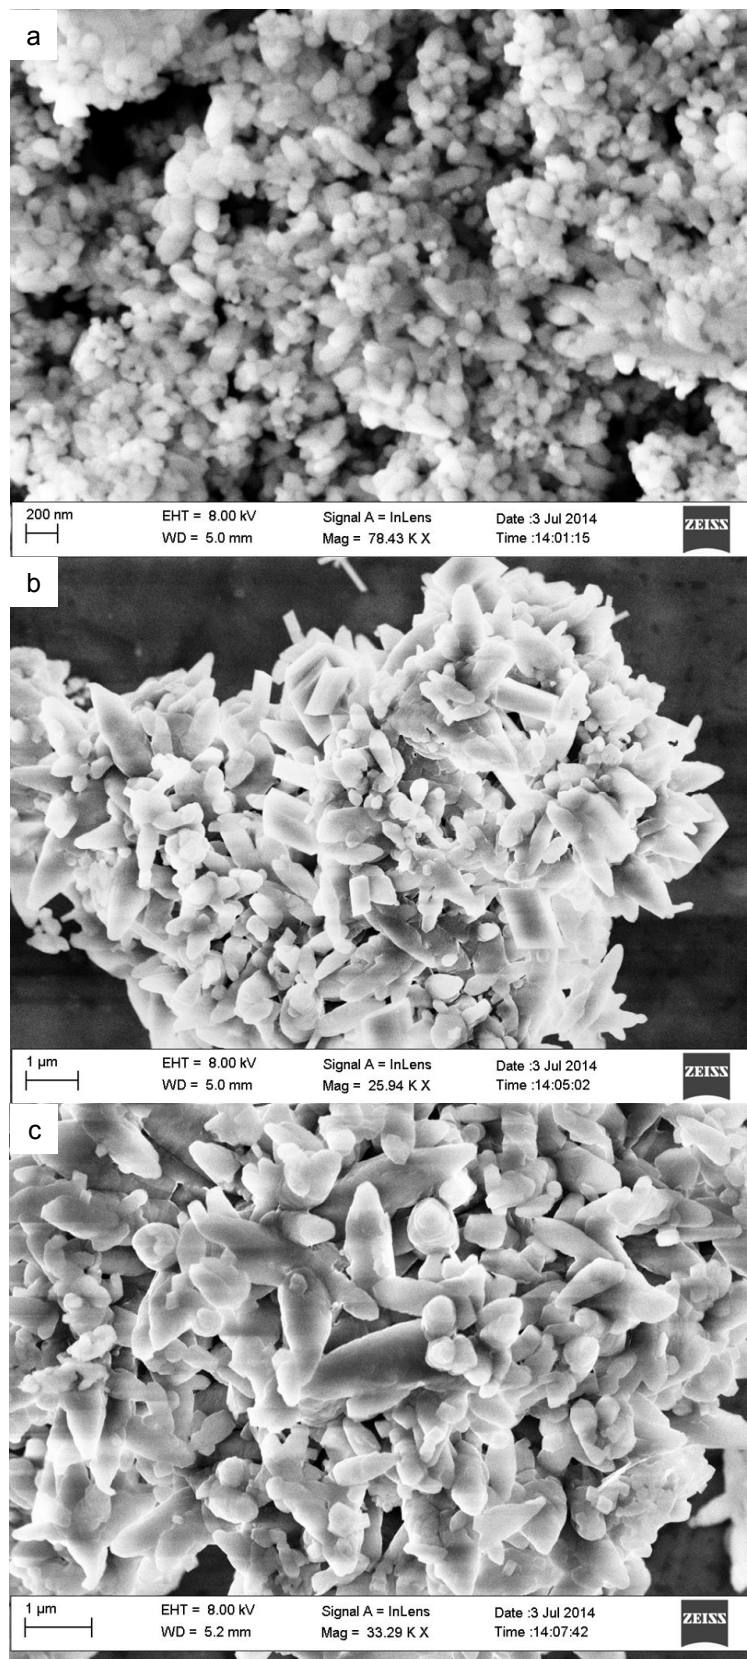 a
200 nm EHT = 8.00 kV Signal A = InLens Date :3 Jul 2014 ZEISS
WD = 5.0 mm Mag = 78.43 K X Time :14:01:15
b
1 µm EHT = 8.00 kV Signal A = InLens Date :3 Jul 2014 ZEISS
WD = 5.0 mm Mag = 25.94 K X Time :14:05:02
c
1 µm EHT = 8.00 kV Signal A = InLens Date :3 Jul 2014 ZEISS
WD = 5.2 mm Mag = 33.29 K X Time :14:07:42